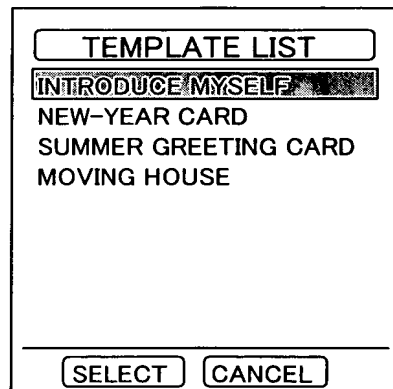 TEMPLATE LIST
INTRODUCE MYSELF
NEW-YEAR CARD
SUMMER GREETING CARD
MOVING HOUSE
SELECT CANCEL